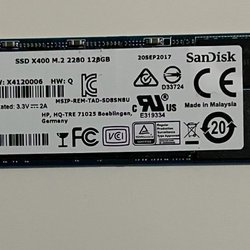 SSD X400 M.2 2280 128GB
20SEP2017
SanDisk
W: X4120006 HW: Q
D33724
Made in Malaysia
ated: 3.3V⎓2A
MSIP-REM-TAD-SD8SN8U
E319334
HP, HQ-TRE 71025 Boeblingen,
Germany
VCCI
20